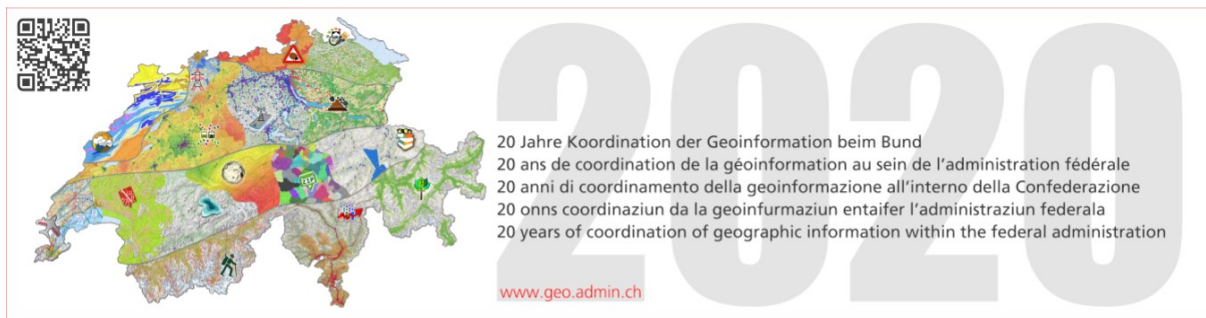 2020
20 Jahre Koordination der Geoinformation beim Bund
20 ans de coordination de la géoinformation au sein de l'administration fédérale
20 anni di coordinamento della geoinformazione all'interno della Confederazione
20 onns coordinaziun da la geoinfurmaziun entaifer l'administraziun federala
20 years of coordination of geographic information within the federal administration
www.geo.admin.ch